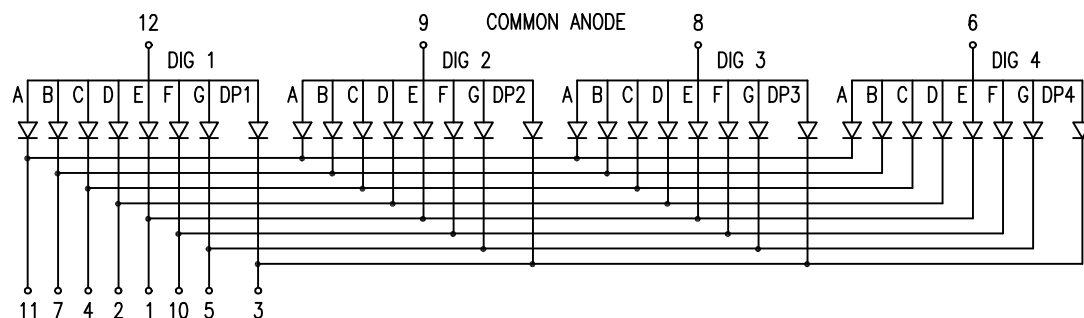 12 9 COMMON ANODE 8 6
DIG 1 DIG 2 DIG 3 DIG 4
A B C D E F G DP1 A B C D E F G DP2 A B C D E F G DP3 A B C D E F G DP4
11 7 4 2 1 10 5 3